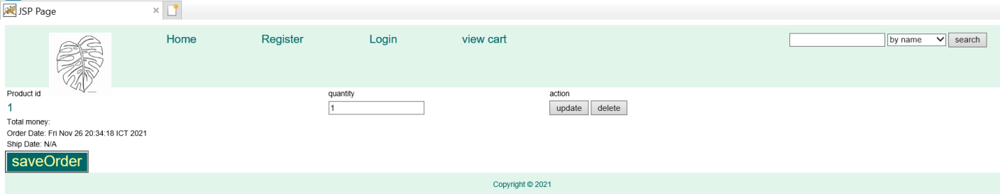 JSP Page
Home Register Login view cart by name search
Product id quantity action
1 1 update delete
Total money:
Order Date: Fri Nov 26 20:34:18 ICT 2021
Ship Date: N/A
saveOrder
Copyright © 2021